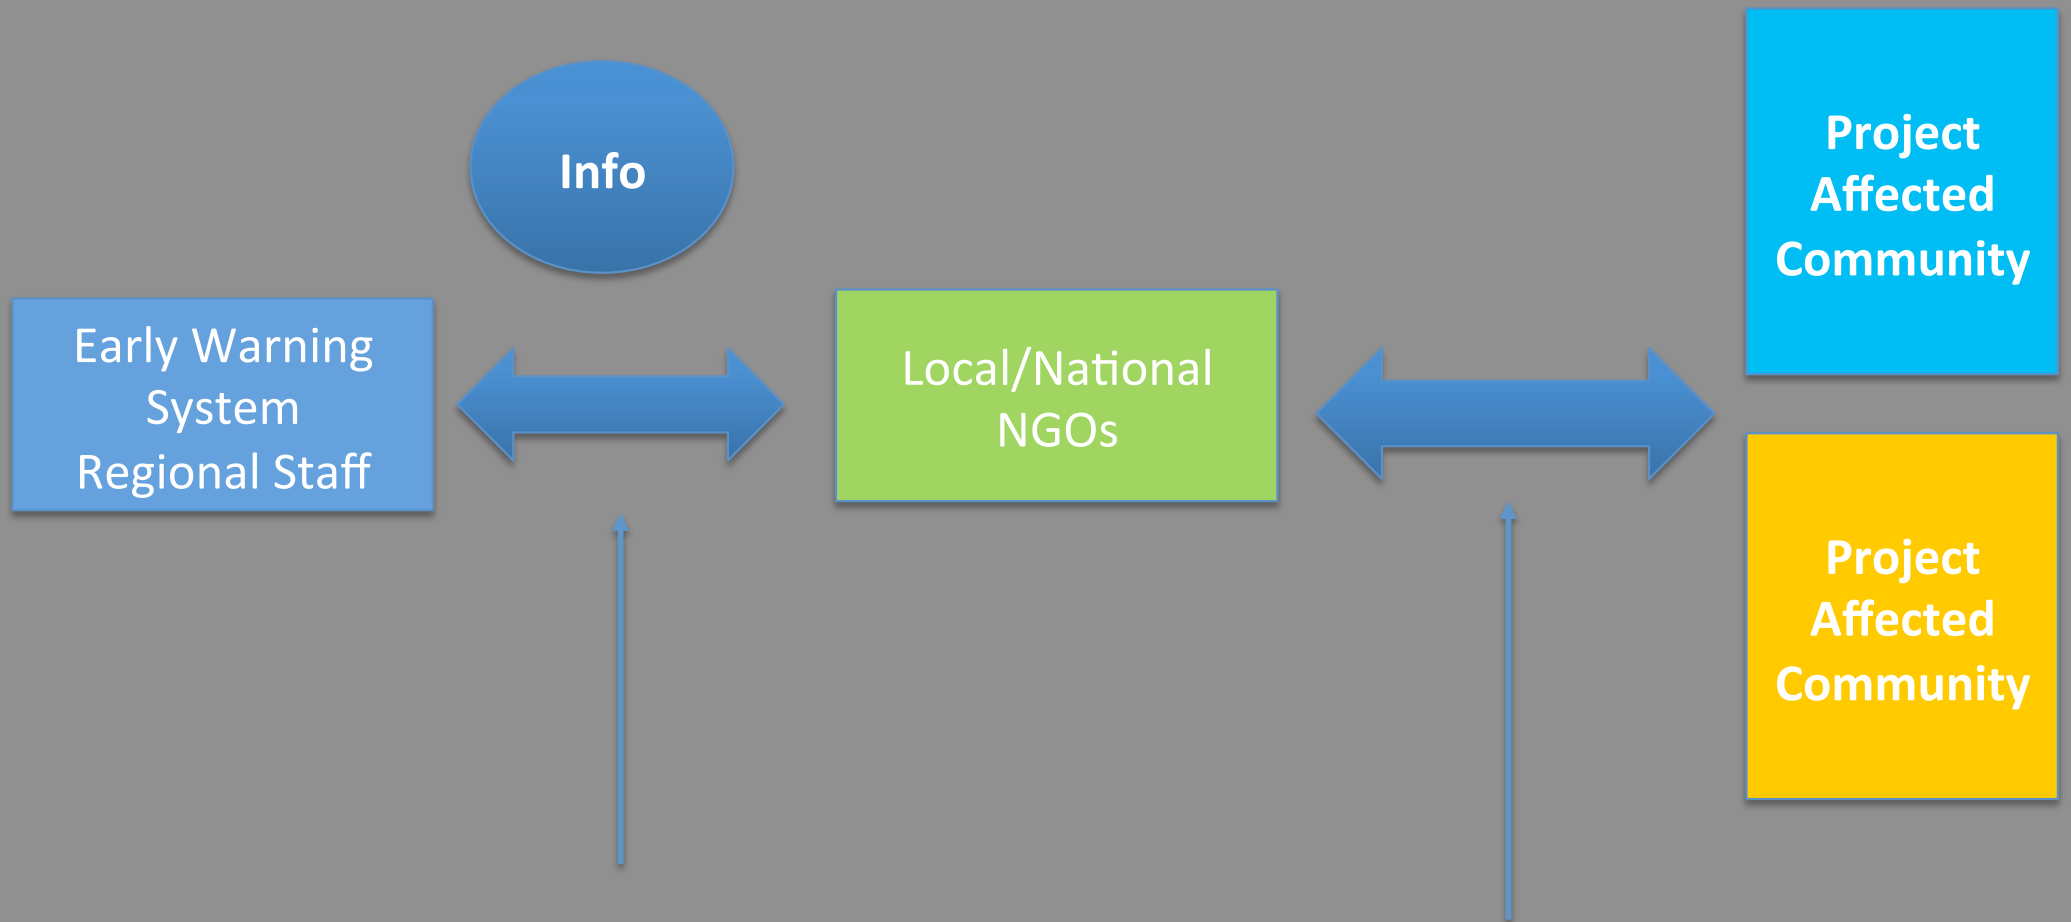 Info
Early Warning
System
Regional Staff
Local/National
NGOs
Project
Affected
Community
Project
Affected
Community